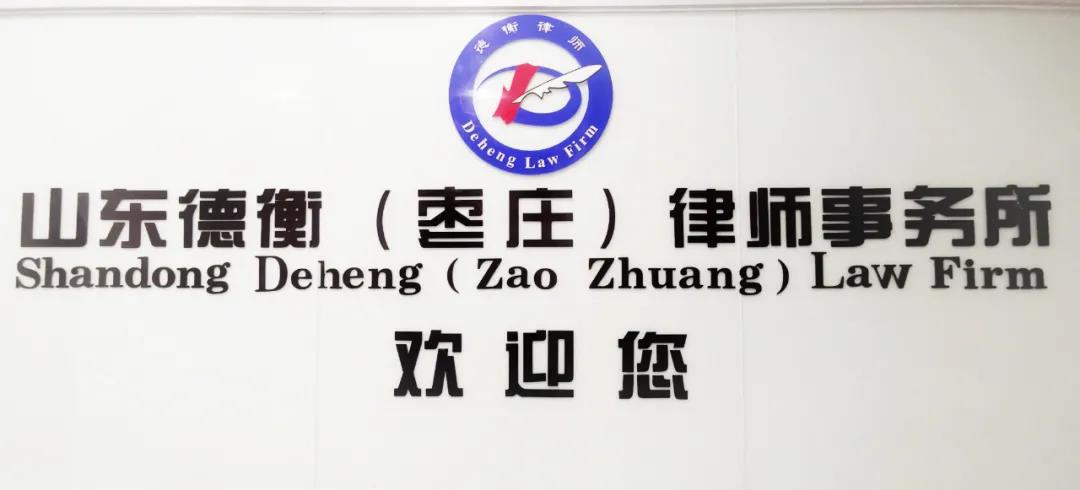 德衡律师
Deheng Law Firm
山东德衡（枣庄）律师事务所
Shandong Deheng ( Zao Zhuang ) Law Firm
欢迎您